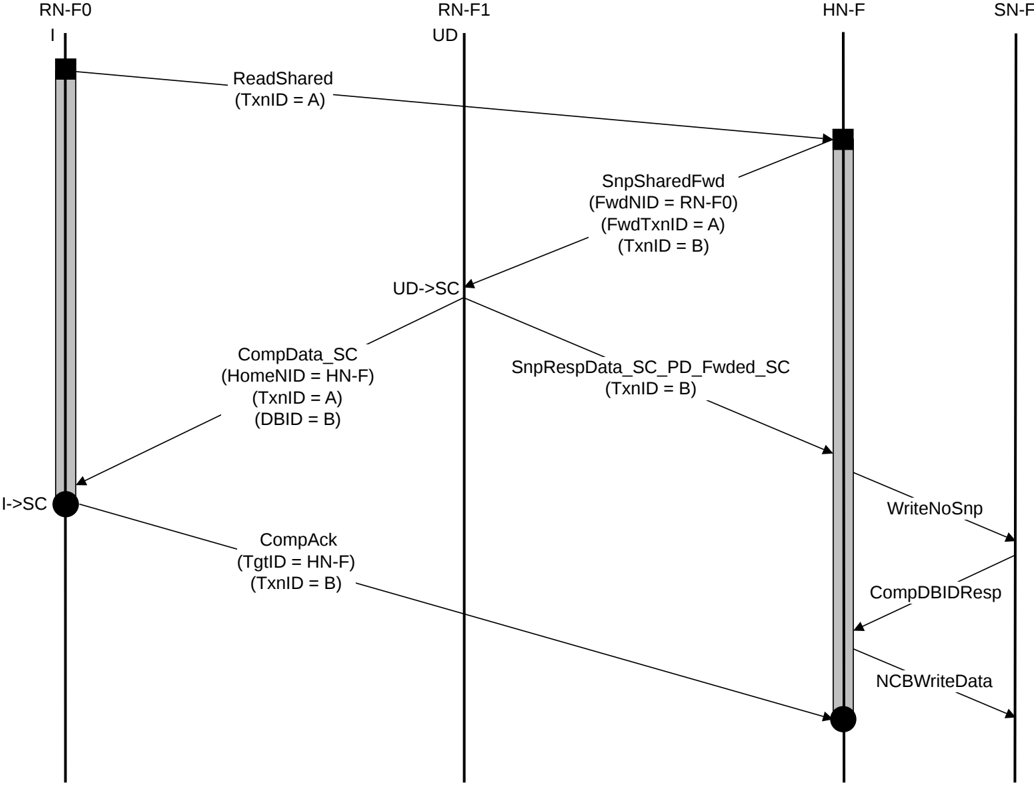 RN-F0
RN-F1
HN-F
SN-F
I
UD
ReadShared
(TxnID = A)
SnpSharedFwd
(FwdNID = RN-F0)
(FwdTxnID = A)
(TxnID = B)
UD->SC
CompData_SC
(HomeNID = HN-F)
(TxnID = A)
(DBID = B)
SnpRespData_SC_PD_Fwded_SC
(TxnID = B)
I->SC
WriteNoSnp
CompAck
(TgtID = HN-F)
(TxnID = B)
CompDBIDResp
NCBWriteData